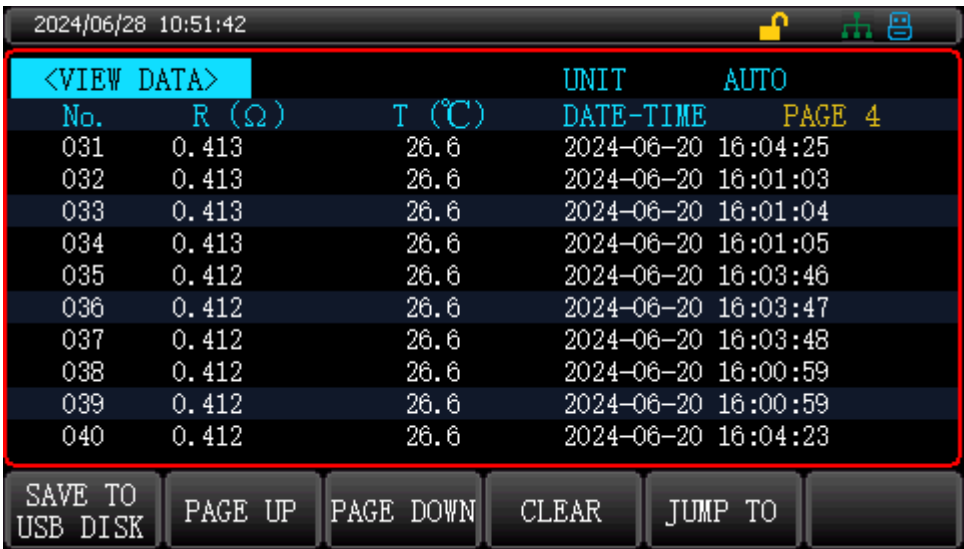 2024/06/28 10:51:42
<VIEW DATA> UNIT AUTO
No. R (Ω) T (℃) DATE-TIME PAGE 4
031 0.413 26.6 2024-06-20 16:04:25
032 0.413 26.6 2024-06-20 16:01:03
033 0.413 26.6 2024-06-20 16:01:04
034 0.413 26.6 2024-06-20 16:01:05
035 0.412 26.6 2024-06-20 16:03:46
036 0.412 26.6 2024-06-20 16:03:47
037 0.412 26.6 2024-06-20 16:03:48
038 0.412 26.6 2024-06-20 16:00:59
039 0.412 26.6 2024-06-20 16:00:59
040 0.412 26.6 2024-06-20 16:04:23
SAVE TO
USB DISK
PAGE UP
PAGE DOWN
CLEAR
JUMP TO